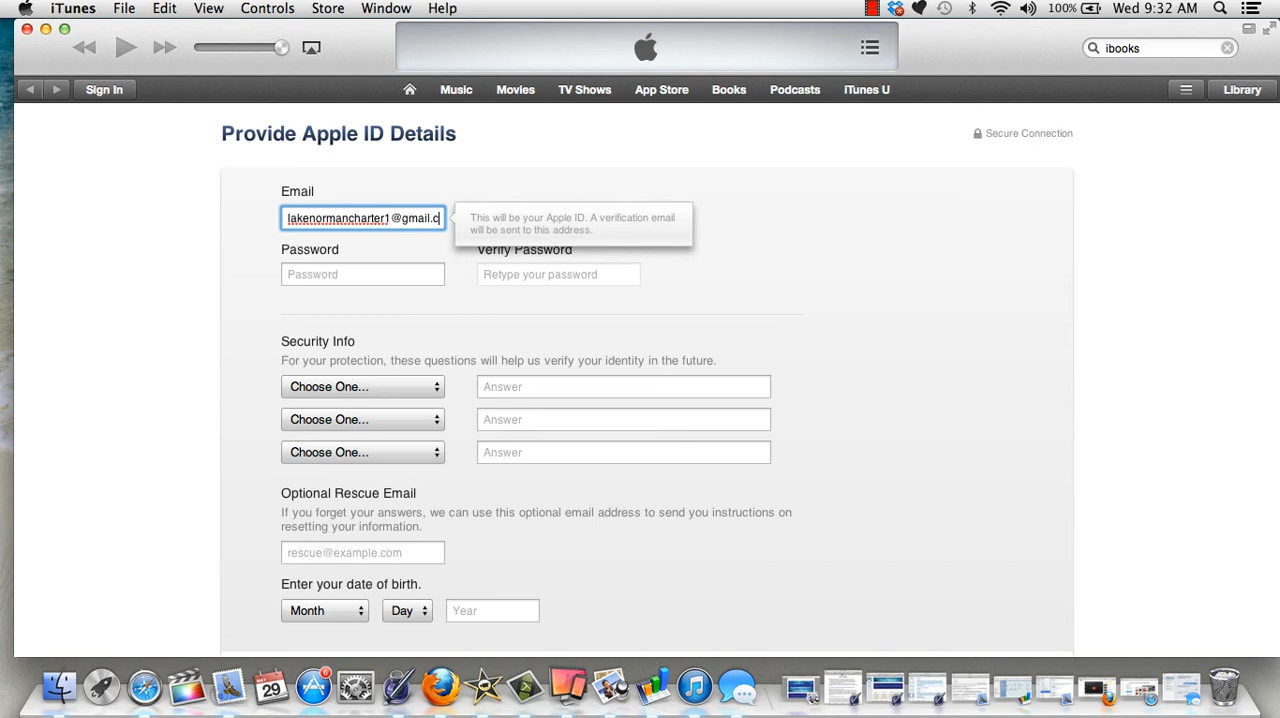 iTunes File Edit View Controls Store Window Help 100% Wed 9:32 AM
ibooks
Sign In Music Movies TV Shows App Store Books Podcasts iTunes U Library
Provide Apple ID Details
Secure Connection
Email
lakenormancharter1@gmail.c
This will be your Apple ID. A verification email
will be sent to this address.
Password Verify Password
Password Retype your password
Security Info
For your protection, these questions will help us verify your identity in the future.
Choose One... Answer
Choose One... Answer
Choose One... Answer
Optional Rescue Email
If you forget your answers, we can use this optional email address to send you instructions on
resetting your information.
rescue@example.com
Enter your date of birth.
Month Day Year
29
6